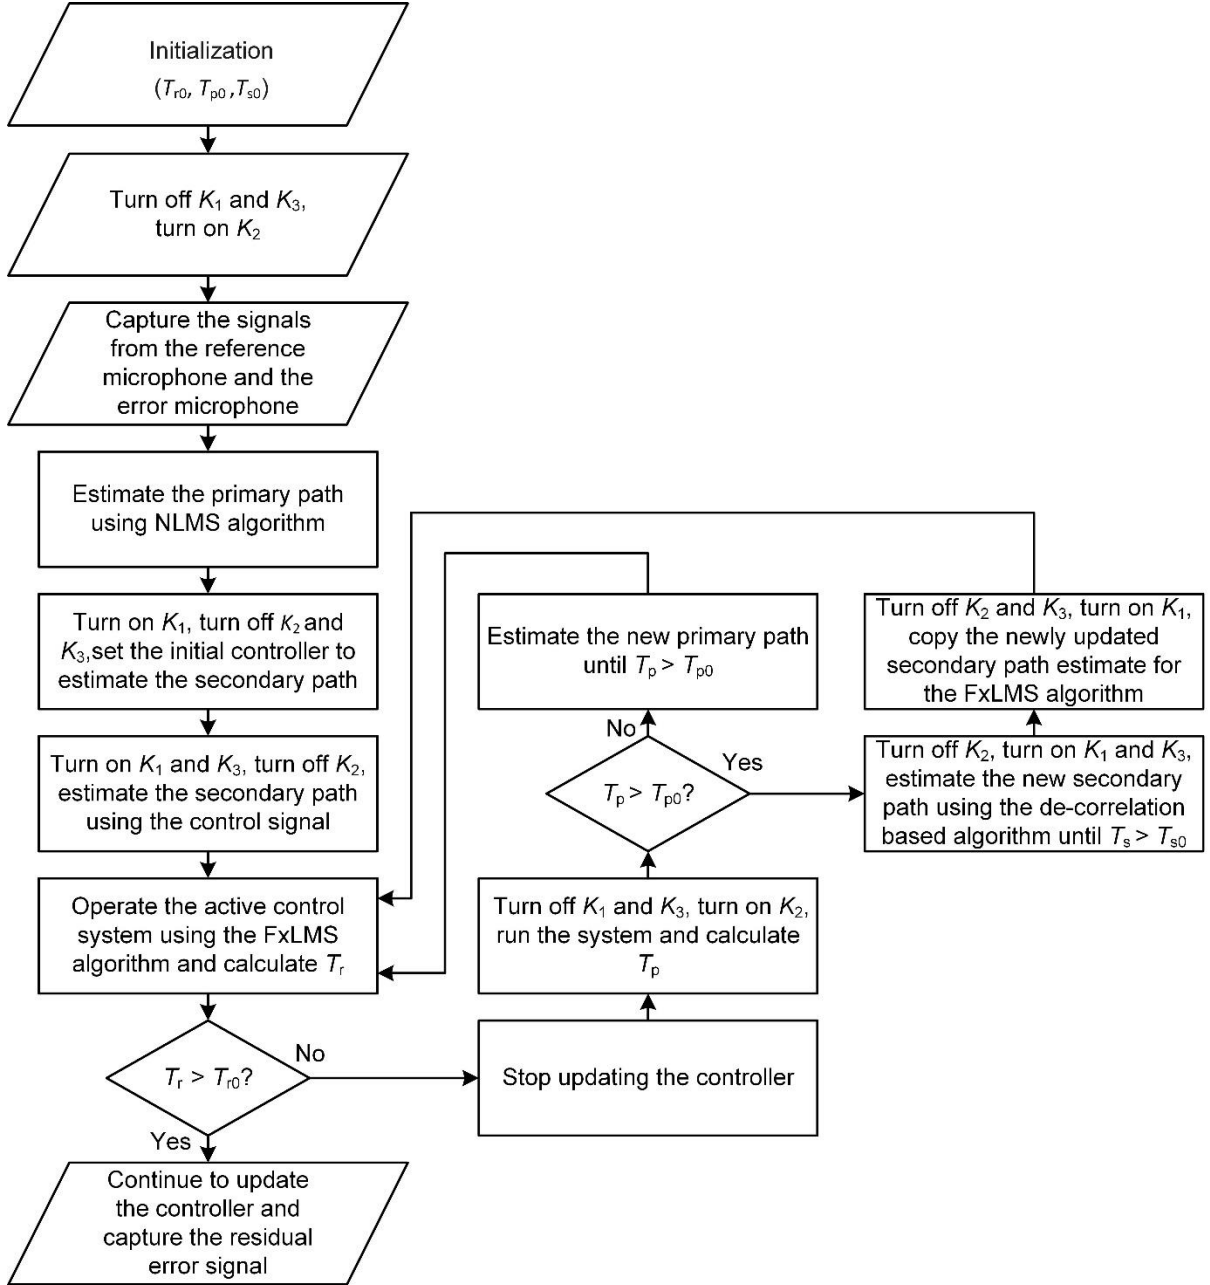 Initialization
(Tr0, Tp0 ,Ts0)
Turn off K1 and K3,
turn on K2
Capture the signals
from the reference
microphone and the
error microphone
Estimate the primary path
using NLMS algorithm
Turn on K1, turn off K2 and
K3,set the initial controller to
estimate the secondary path
Turn on K1 and K3, turn off K2,
estimate the secondary path
using the control signal
Operate the active control
system using the FxLMS
algorithm and calculate Tr
Tr > Tr0?
No
Yes
Continue to update
the controller and
capture the residual
error signal
Stop updating the controller
Turn off K1 and K3, turn on K2,
run the system and calculate
Tp
Tp > Tp0?
No
Yes
Estimate the new primary path
until Tp > Tp0
Turn off K2, turn on K1 and K3,
estimate the new secondary
path using the de-correlation
based algorithm until Ts > Ts0
Turn off K2 and K3, turn on K1,
copy the newly updated
secondary path estimate for
the FxLMS algorithm